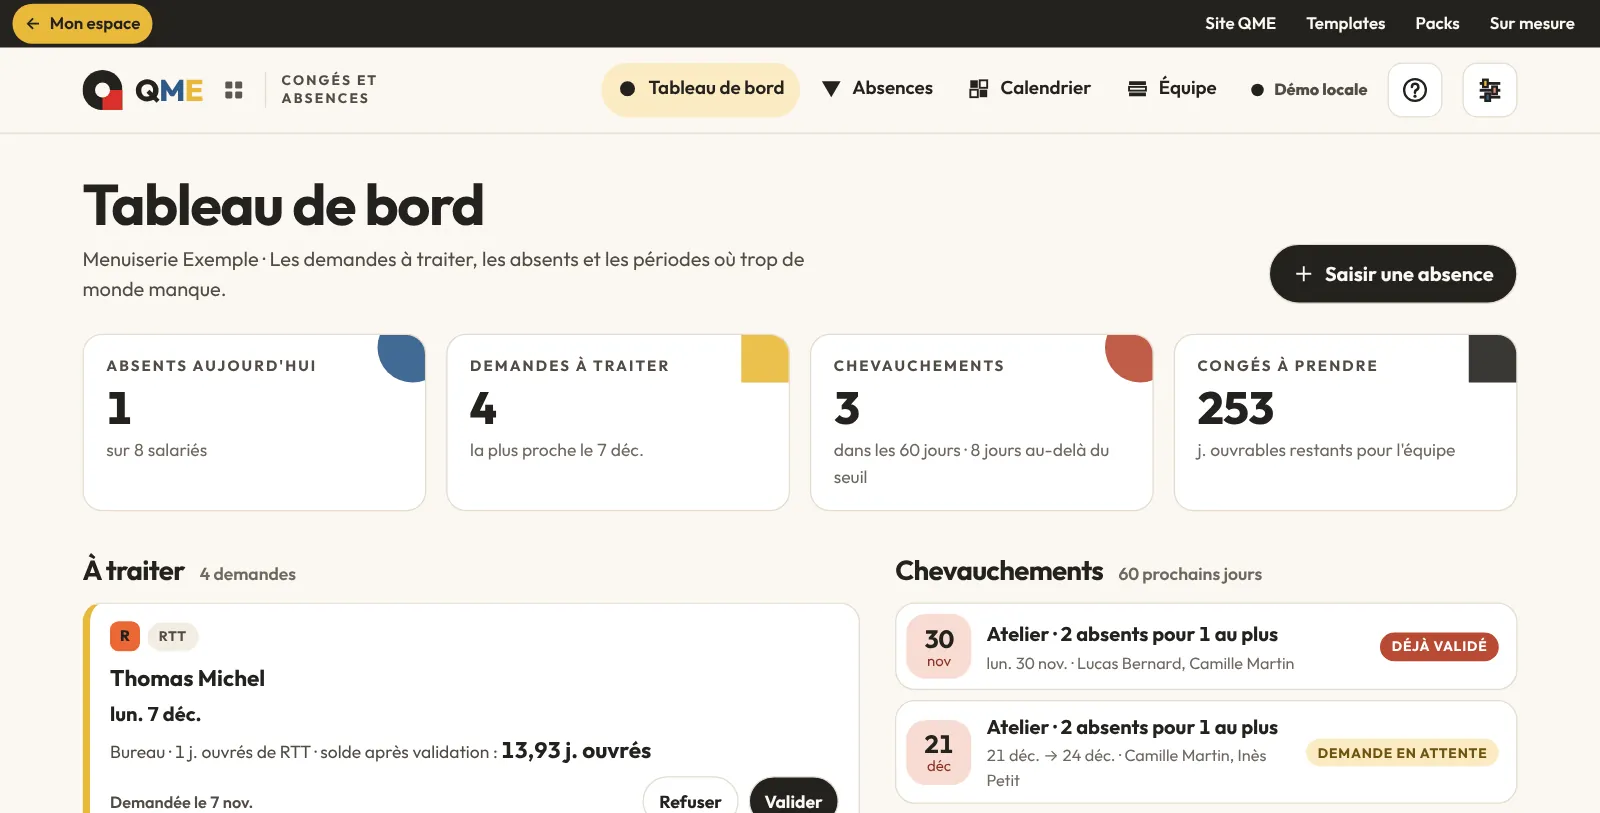 ← Mon espace
Site QME
Templates
Packs
Sur mesure
QME
CONGÉS ET
ABSENCES
Tableau de bord
Absences
Calendrier
Équipe
Démo locale
Tableau de bord
Menuiserie Exemple · Les demandes à traiter, les absents et les périodes où trop de
monde manque.
+ Saisir une absence
ABSENTS AUJOURD'HUI
1
sur 8 salariés
DEMANDES À TRAITER
4
la plus proche le 7 déc.
CHEVAUCHEMENTS
3
dans les 60 jours · 8 jours au-delà du
seuil
CONGÉS À PRENDRE
253
j. ouvrables restants pour l'équipe
À traiter 4 demandes
R RTT
Thomas Michel
lun. 7 déc.
Bureau · 1 j. ouvrés de RTT · solde après validation : 13,93 j. ouvrés
Demandée le 7 nov.
Refuser
Valider
Chevauchements 60 prochains jours
30
nov
Atelier · 2 absents pour 1 au plus
lun. 30 nov. · Lucas Bernard, Camille Martin
DÉJÀ VALIDÉ
21
déc
Atelier · 2 absents pour 1 au plus
21 déc. → 24 déc. · Camille Martin, Inès
Petit
DEMANDE EN ATTENTE